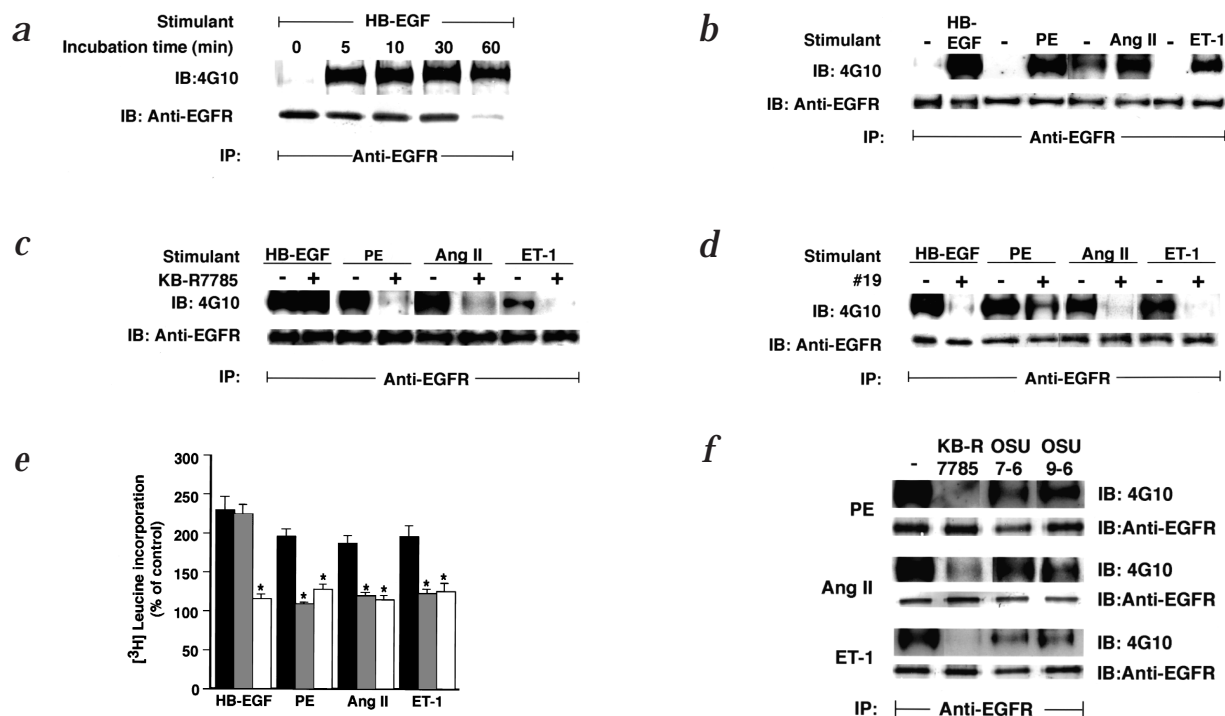 a
Stimulant HB-EGF
Incubation time (min) 0 5 10 30 60
IB:4G10
IB: Anti-EGFR
IP: Anti-EGFR
b
Stimulant - HB-EGF - PE - Ang II - ET-1
IB: 4G10
IB: Anti-EGFR
IP: Anti-EGFR
c
Stimulant HB-EGF PE Ang II ET-1
KB-R7785 - + - + - + - +
IB: 4G10
IB: Anti-EGFR
IP: Anti-EGFR
d
Stimulant HB-EGF PE Ang II ET-1
#19 - + - + - + - +
IB: 4G10
IB: Anti-EGFR
IP: Anti-EGFR
e
[³H] Leucine incorporation
(% of control)
300
250
200
150
100
50
0
* * * * * * *
HB-EGF PE Ang II ET-1
f
KB-R OSU OSU
- 7785 7-6 9-6
PE
IB: 4G10
IB:Anti-EGFR
Ang II
IB: 4G10
IB: Anti-EGFR
ET-1
IB: 4G10
IB:Anti-EGFR
IP: Anti-EGFR